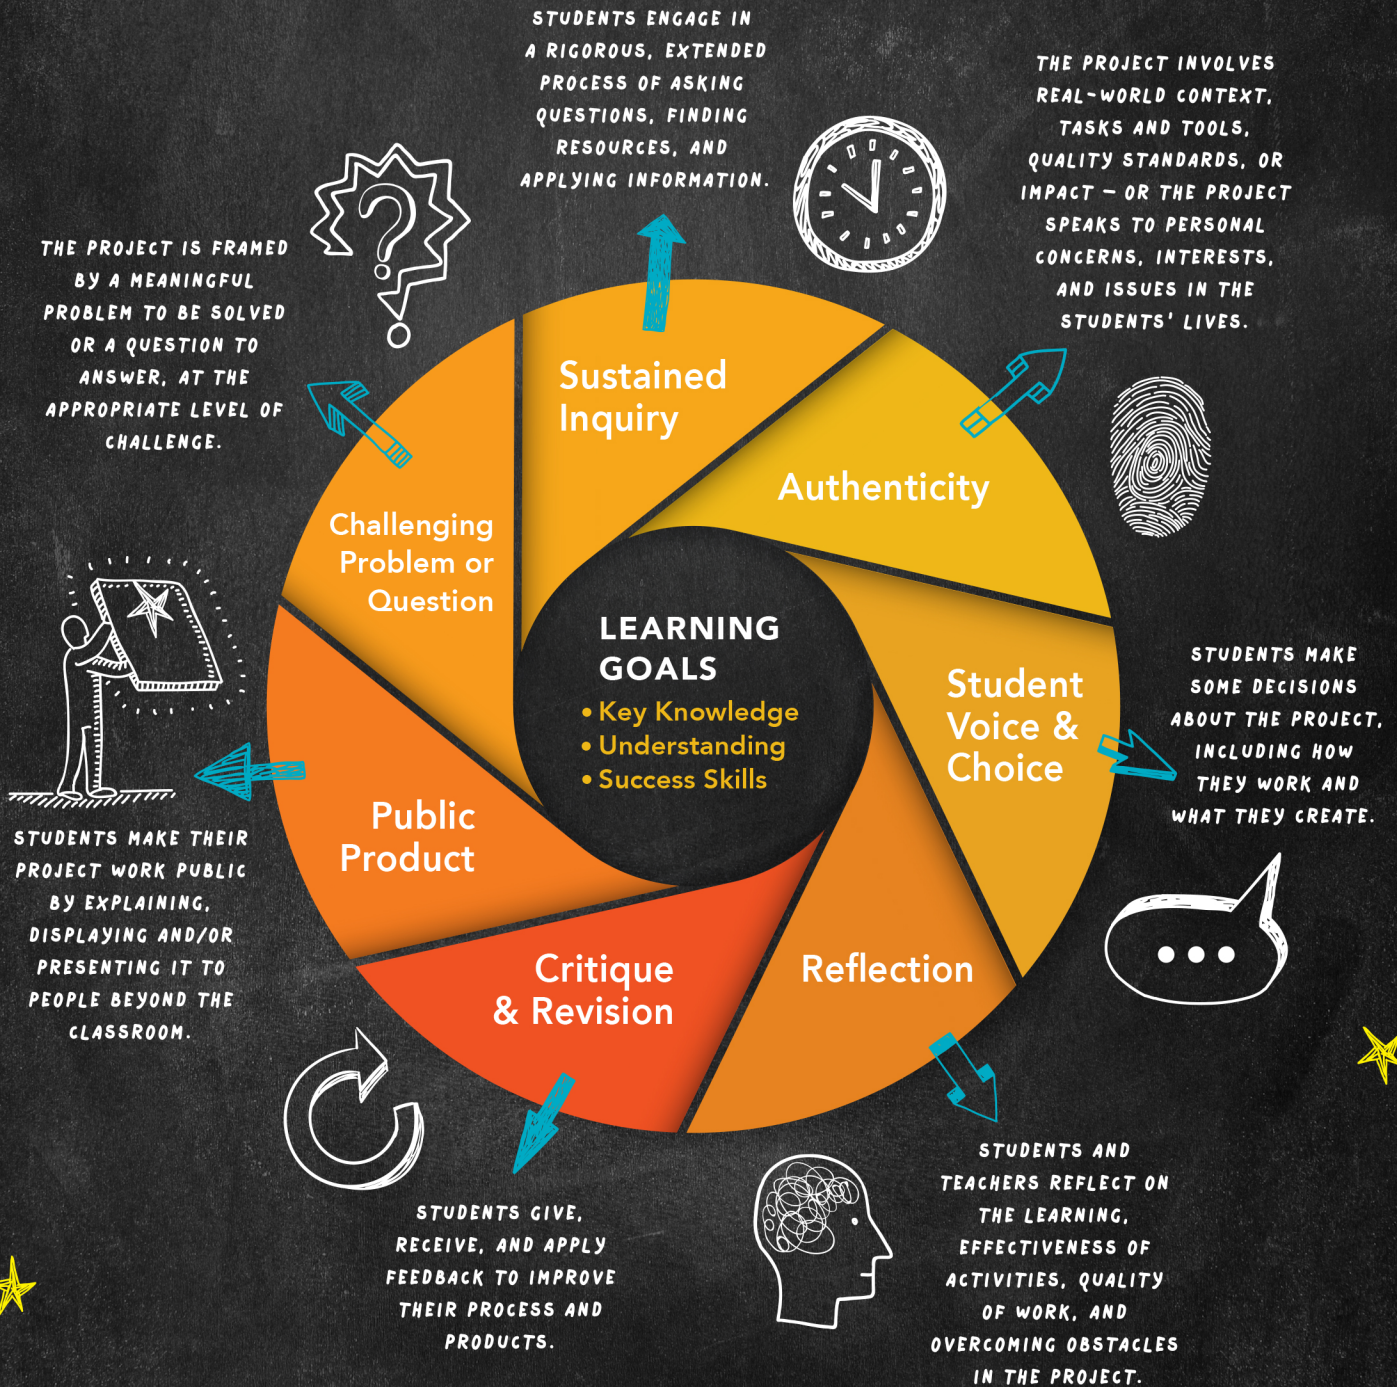 STUDENTS ENGAGE IN
A RIGOROUS, EXTENDED
PROCESS OF ASKING
QUESTIONS, FINDING
RESOURCES, AND
APPLYING INFORMATION.
THE PROJECT INVOLVES
REAL-WORLD CONTEXT,
TASKS AND TOOLS,
QUALITY STANDARDS, OR
IMPACT – OR THE PROJECT
SPEAKS TO PERSONAL
CONCERNS, INTERESTS,
AND ISSUES IN THE
STUDENTS' LIVES.
THE PROJECT IS FRAMED
BY A MEANINGFUL
PROBLEM TO BE SOLVED
OR A QUESTION TO
ANSWER, AT THE
APPROPRIATE LEVEL OF
CHALLENGE.
Sustained
Inquiry
Authenticity
Challenging
Problem or
Question
LEARNING
GOALS
• Key Knowledge
• Understanding
• Success Skills
Student
Voice &
Choice
STUDENTS MAKE
SOME DECISIONS
ABOUT THE PROJECT,
INCLUDING HOW
THEY WORK AND
WHAT THEY CREATE.
Public
Product
STUDENTS MAKE THEIR
PROJECT WORK PUBLIC
BY EXPLAINING,
DISPLAYING AND/OR
PRESENTING IT TO
PEOPLE BEYOND THE
CLASSROOM.
Critique
& Revision
Reflection
STUDENTS GIVE,
RECEIVE, AND APPLY
FEEDBACK TO IMPROVE
THEIR PROCESS AND
PRODUCTS.
STUDENTS AND
TEACHERS REFLECT ON
THE LEARNING,
EFFECTIVENESS OF
ACTIVITIES, QUALITY
OF WORK, AND
OVERCOMING OBSTACLES
IN THE PROJECT.